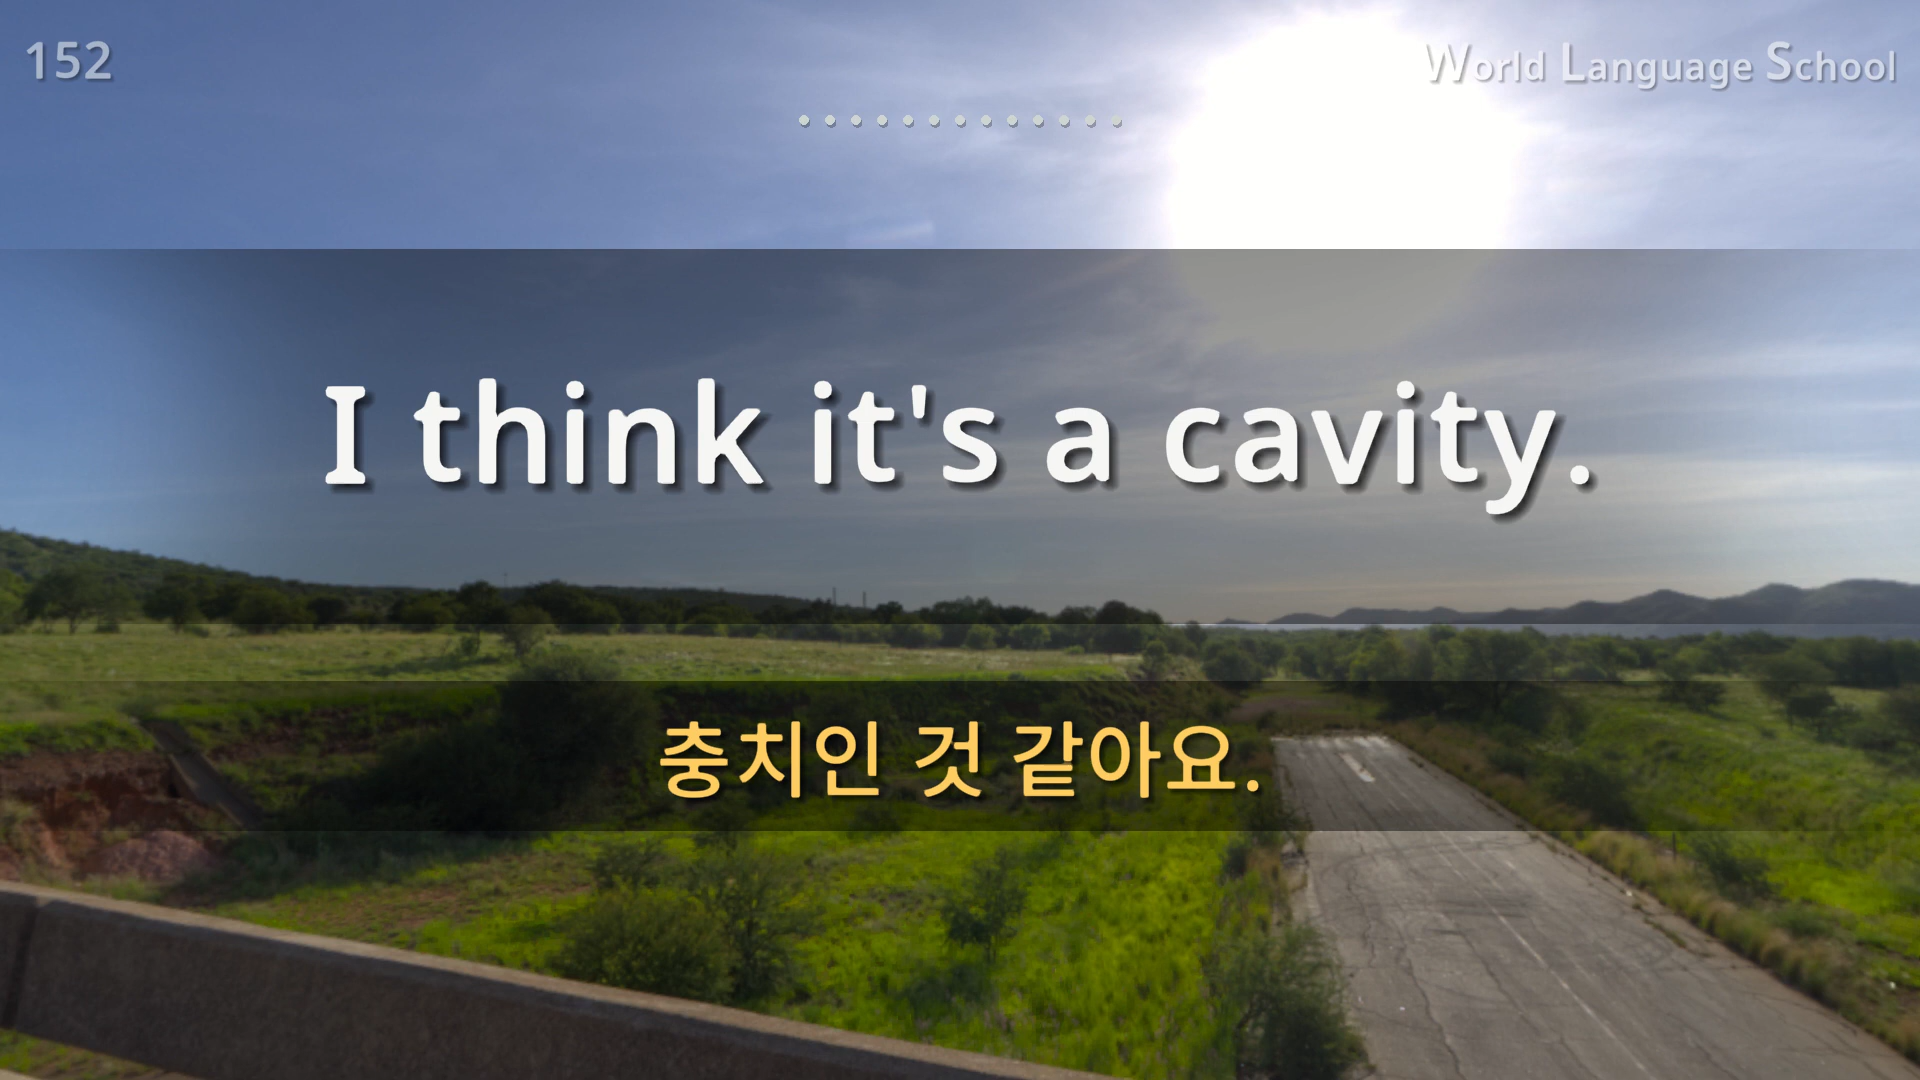 152
World Language School
I think it's a cavity.
충치인 것 같아요.